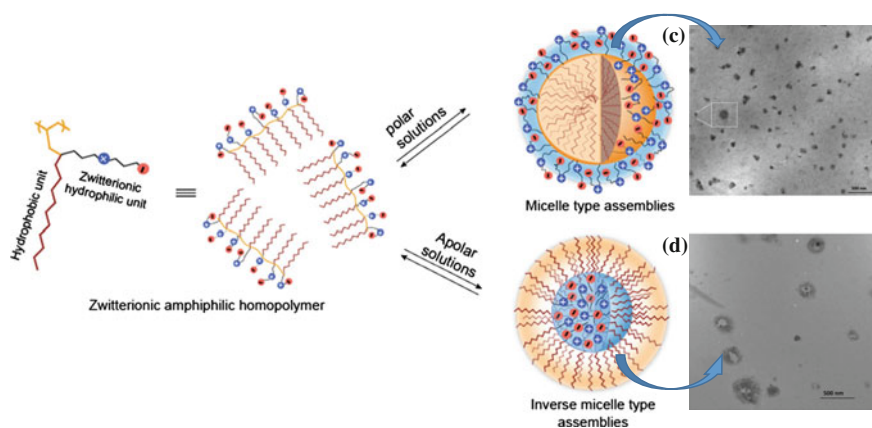 Hydrophobic unit
Zwitterionic
hydrophilic unit
Zwitterionic amphiphilic homopolymer
polar
solutions
Apolar
solutions
(c)
Micelle type assemblies
(d)
500 nm
Inverse micelle type
assemblies